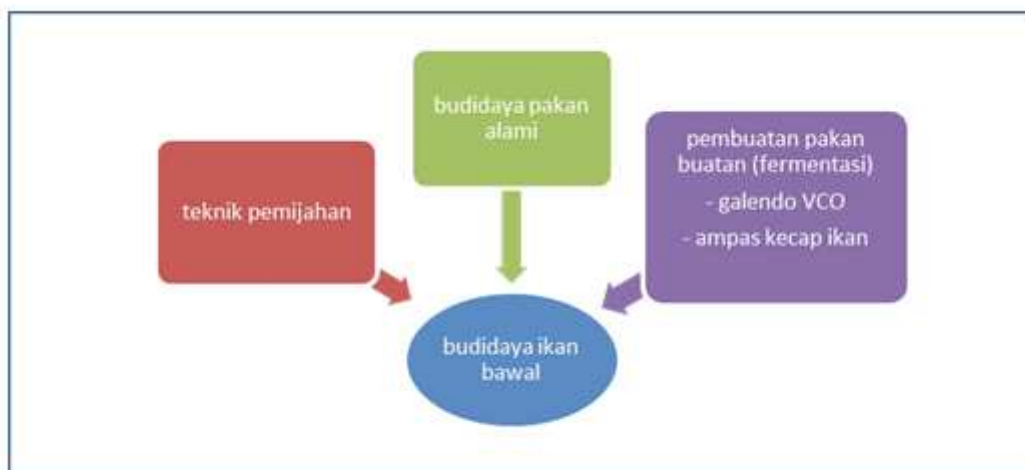 budidaya pakan
alami
teknik pemijahan
pembuatan pakan
buatan (fermentasi)
- galendo VCO
- ampas kecap ikan
budidaya ikan
bawal